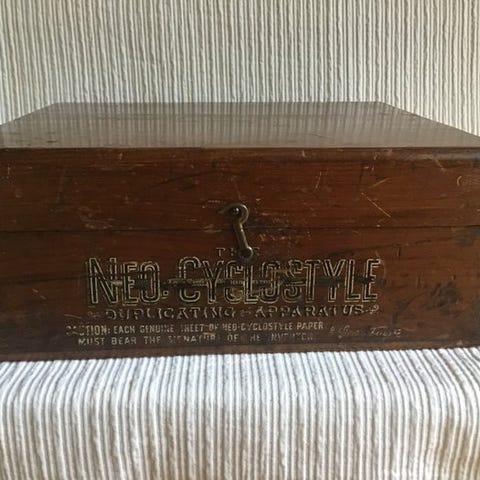 THE
NEO-CYCLOSTYLE
DUPLICATING APPARATUS
CAUTION: EACH GENUINE SHEET OF NEO-CYCLOSTYLE PAPER
MUST BEAR THE SIGNATURE OF THE INVENTOR.